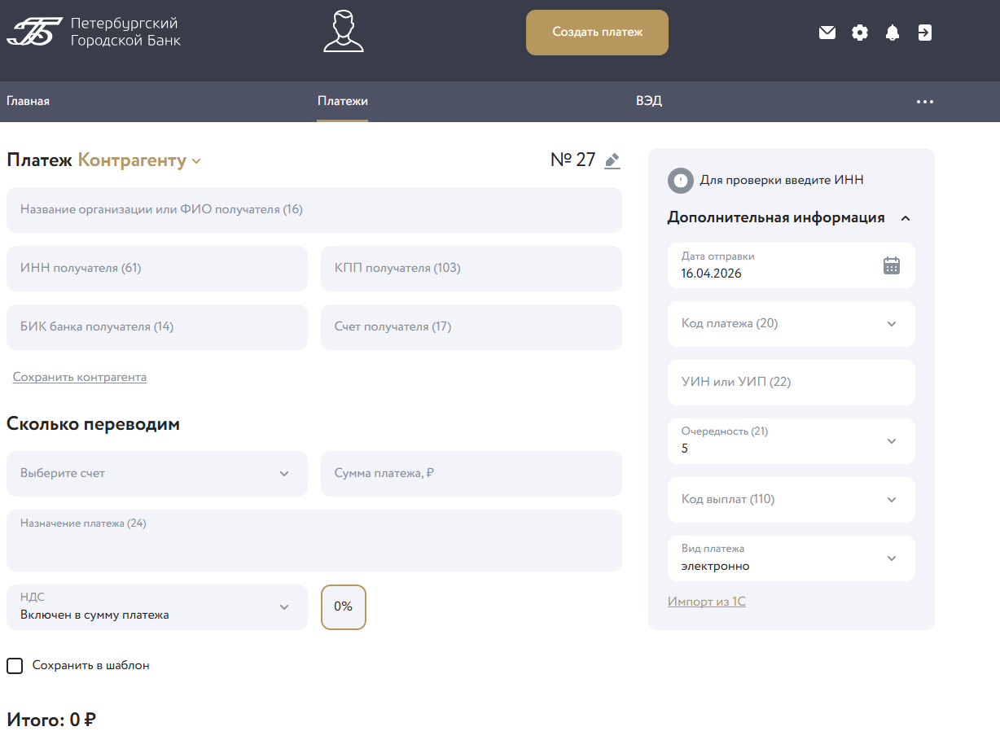 Петербургский
Городской Банк
Создать платеж
Главная
Платежи
ВЭД
Платеж Контрагенту
№ 27
Название организации или ФИО получателя (16)
ИНН получателя (61)
КПП получателя (103)
БИК банка получателя (14)
Счет получателя (17)
Сохранить контрагента
Сколько переводим
Выберите счет
Сумма платежа, ₽
Назначение платежа (24)
НДС
Включен в сумму платежа
0%
Сохранить в шаблон
Итого: 0 ₽
Для проверки введите ИНН
Дополнительная информация
Дата отправки
16.04.2026
Код платежа (20)
УИН или УИП (22)
Очередность (21)
5
Код выплат (110)
Вид платежа
электронно
Импорт из 1С